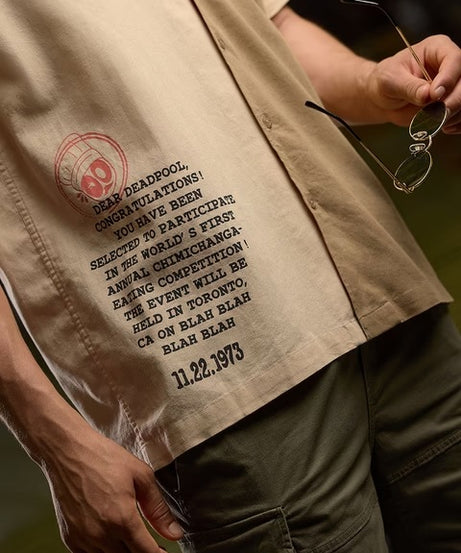 DEAR DEADPOOL,
CONGRATULATIONS!
YOU HAVE BEEN
SELECTED TO PARTICIPATE
IN THE WORLD'S FIRST
ANNUAL CHIMICHANGA-
EATING COMPETITION!
THE EVENT WILL BE
HELD IN TORONTO,
CA ON BLAH BLAH
BLAH BLAH
11.22.1973